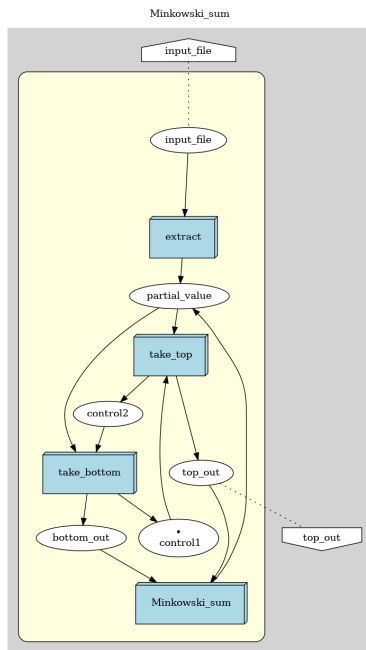 Minkowski_sum
input_file
input_file
extract
partial_value
take_top
control2
take_bottom
top_out
bottom_out
control1
top_out
Minkowski_sum